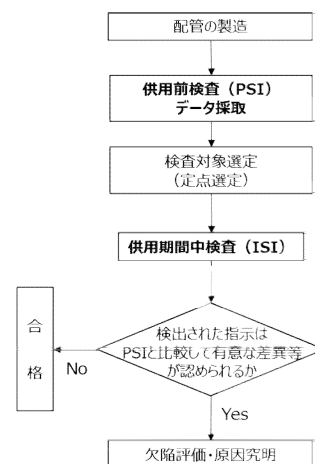 配管の製造
供用前検査（PSI）
データ採取
検査対象選定
（定点選定）
供用期間中検査（ISI）
検出された指示は
PSIと比較して有意な差異等
が認められるか
合格
No
Yes
欠陥評価・原因究明